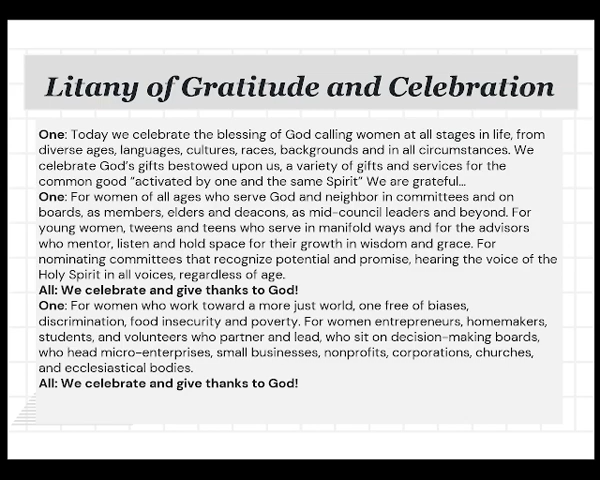 Litany of Gratitude and Celebration
One: Today we celebrate the blessing of God calling women at all stages in life, from
diverse ages, languages, cultures, races, backgrounds and in all circumstances. We
celebrate God's gifts bestowed upon us, a variety of gifts and services for the
common good "activated by one and the same Spirit" We are grateful...
One: For women of all ages who serve God and neighbor in committees and on
boards, as members, elders and deacons, as mid-council leaders and beyond. For
young women, tweens and teens who serve in manifold ways and for the advisors
who mentor, listen and hold space for their growth in wisdom and grace. For
nominating committees that recognize potential and promise, hearing the voice of the
Holy Spirit in all voices, regardless of age.
All: We celebrate and give thanks to God!
One: For women who work toward a more just world, one free of biases,
discrimination, food insecurity and poverty. For women entrepreneurs, homemakers,
students, and volunteers who partner and lead, who sit on decision-making boards,
who head micro-enterprises, small businesses, nonprofits, corporations, churches,
and ecclesiastical bodies.
All: We celebrate and give thanks to God!